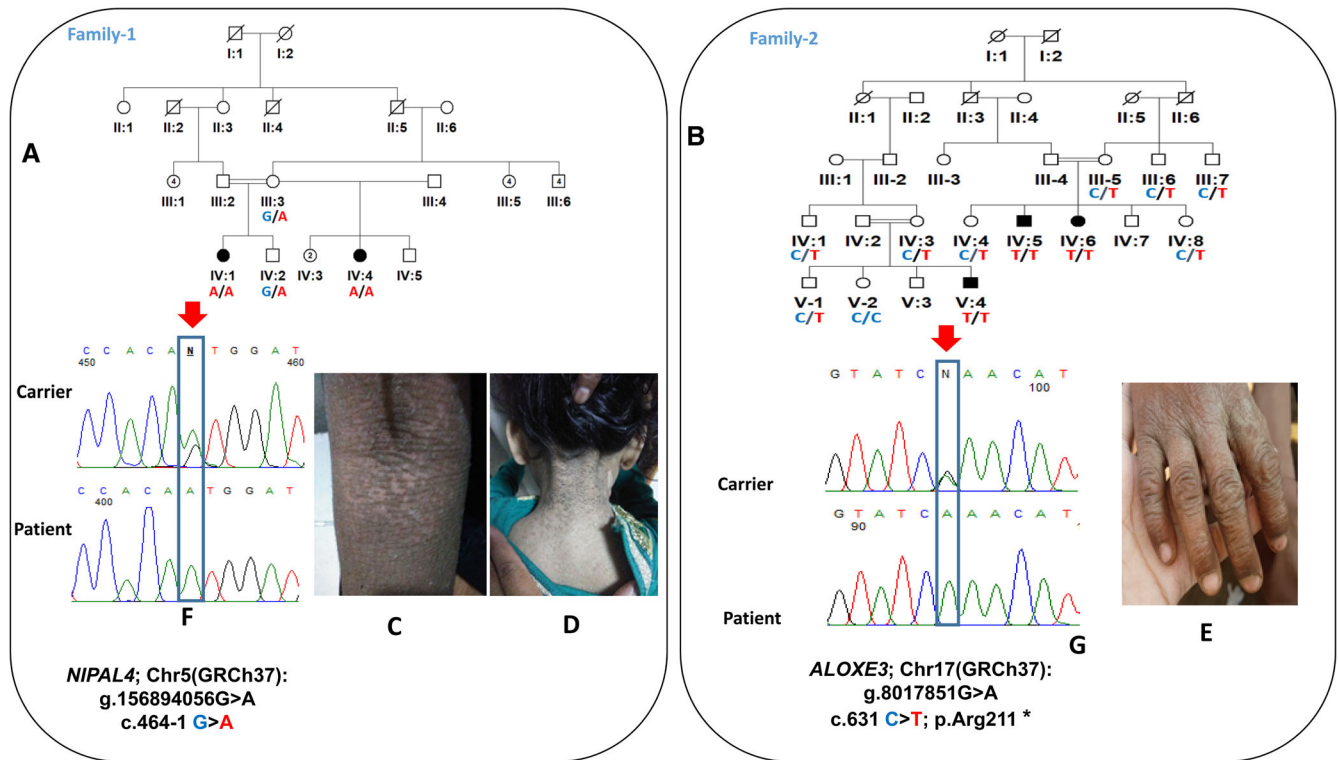 Family-1
A
I:1 I:2
II:1 II:2 II:3 II:4 II:5 II:6
4 4 4
III:1 III:2 III:3 III:4 III:5 III:6
G/A
2
IV:1 IV:2 IV:3 IV:4 IV:5
A/A G/A A/A
C C A C A N T G G A T
450 460
Carrier
C C A C A A T G G A T
400
Patient
F
C
D
NIPAL4; Chr5(GRCh37):
g.156894056G>A
c.464-1 G>A
Family-2
B
I:1 I:2
II:1 II:2 II:3 II:4 II:5 II:6
III:1 III-2 III-3 III-4 III-5 III:6 III:7
C/T C/T C/T
IV:1 IV:2 IV:3 IV:4 IV:5 IV:6 IV:7 IV:8
C/T C/T C/T T/T T/T C/T
V-1 V-2 V:3 V:4
C/T C/C T/T
G T A T C N A A C A T
100
Carrier
G T A T C A A A C A T
90
Patient
G
E
ALOXE3; Chr17(GRCh37):
g.8017851G>A
c.631 C>T; p.Arg211 *